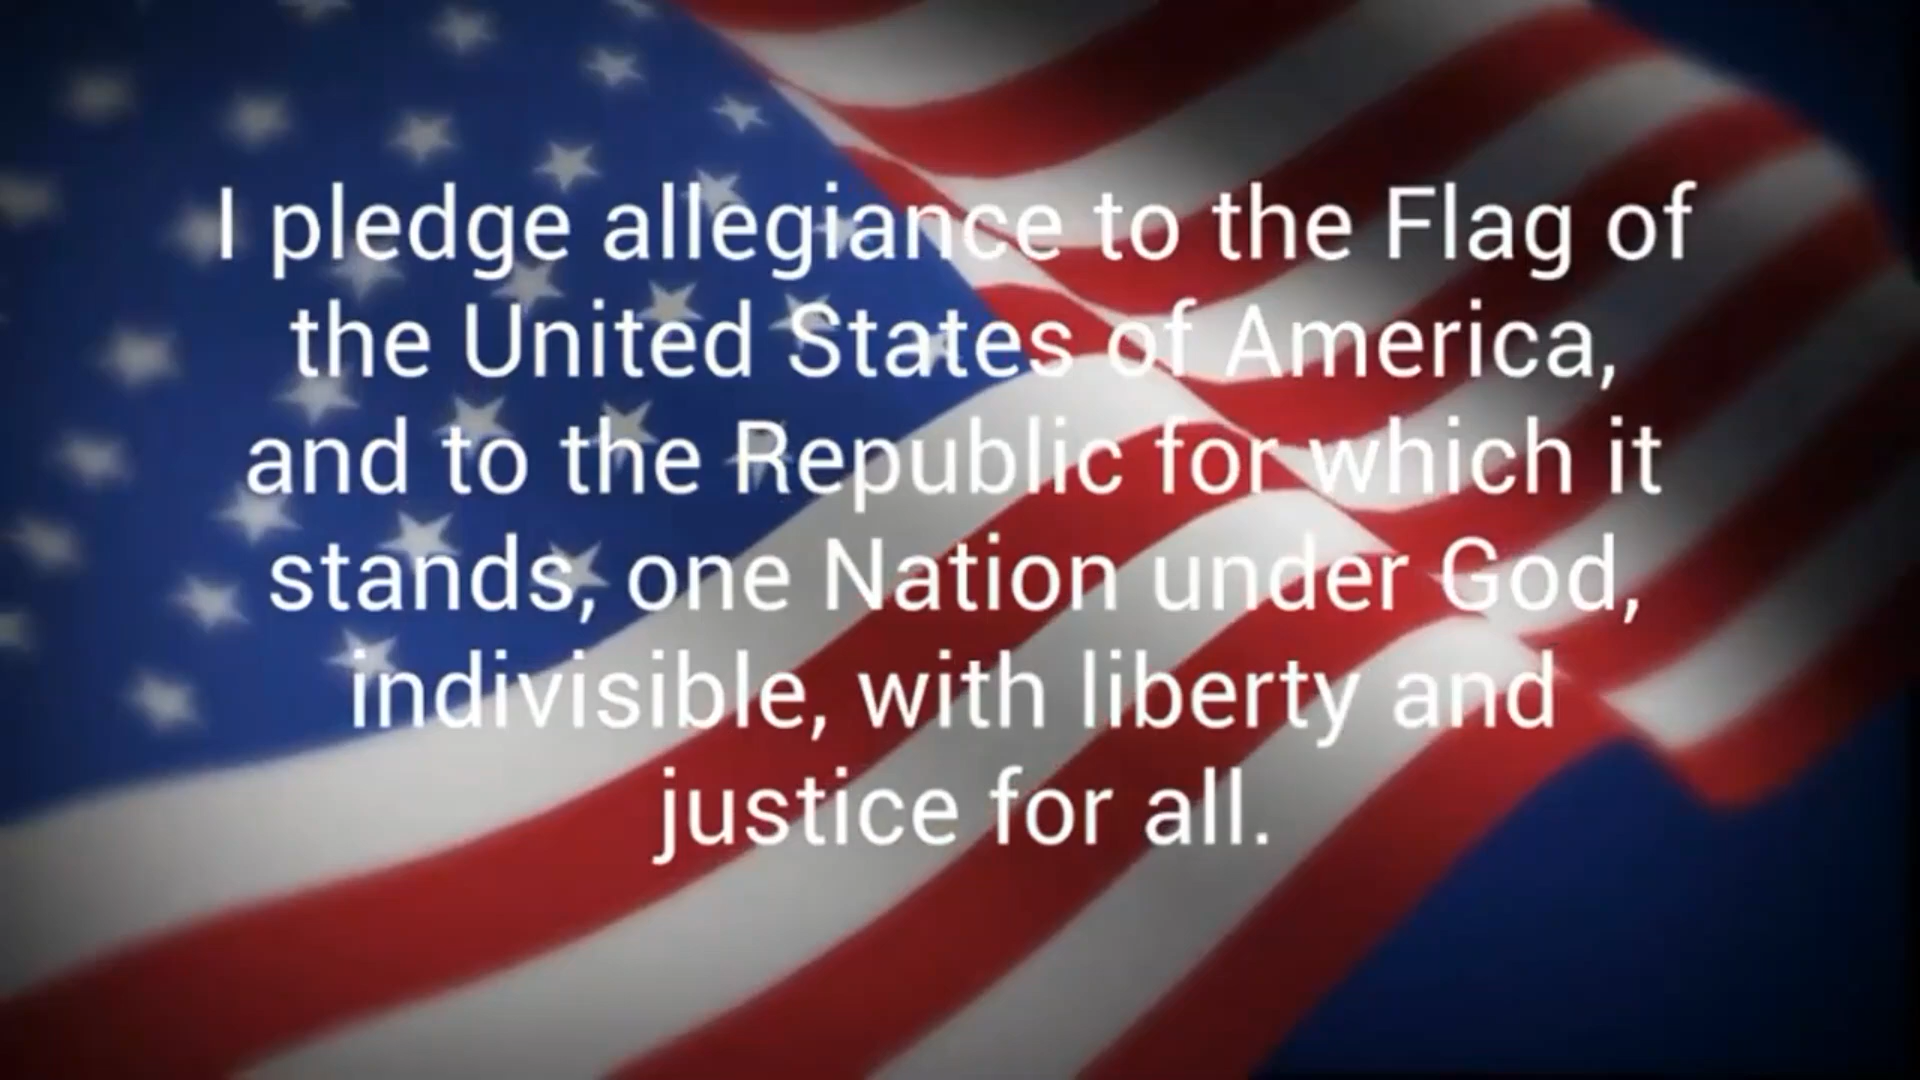 I pledge allegiance to the Flag of
the United States of America,
and to the Republic for which it
stands, one Nation under God,
indivisible, with liberty and
justice for all.